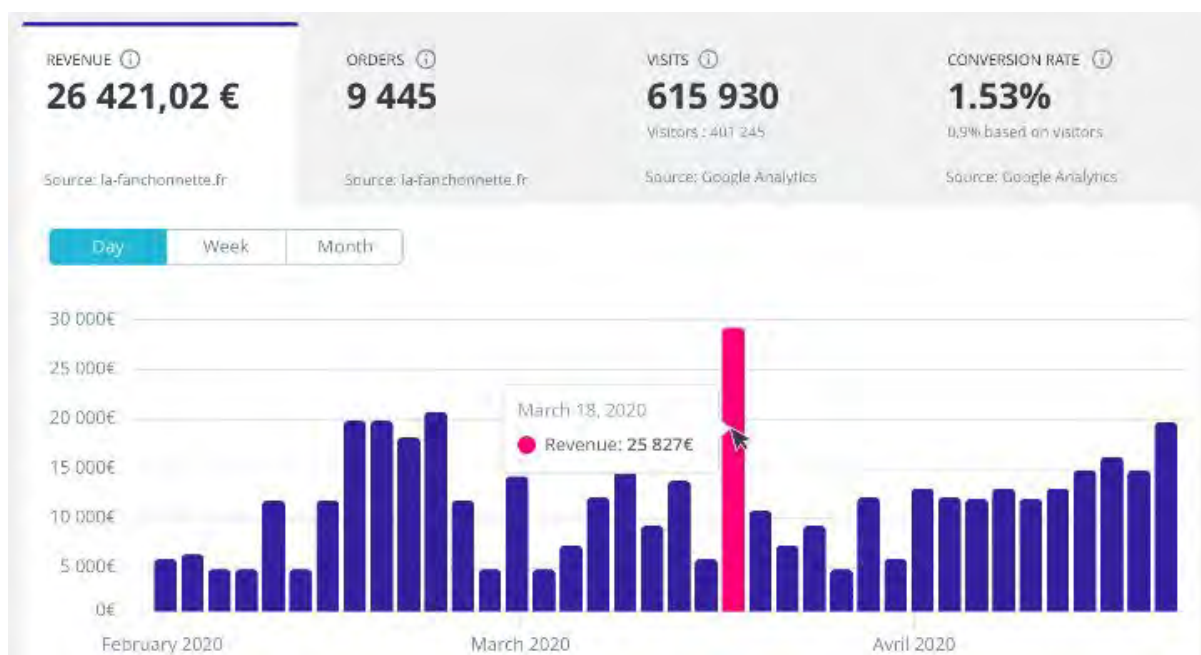 REVENUE
26 421,02 €
Source: la-fanchonnette.fr
ORDERS
9 445
Source: la-fanchonnette.fr
VISITS
615 930
Visitors : 401 245
Source: Google Analytics
CONVERSION RATE
1.53%
0,9% based on visitors
Source: Google Analytics
Day Week Month
30 000€
25 000€
20 000€
15 000€
10 000€
5 000€
0€
March 18, 2020
Revenue: 25 827€
February 2020 March 2020 Avril 2020